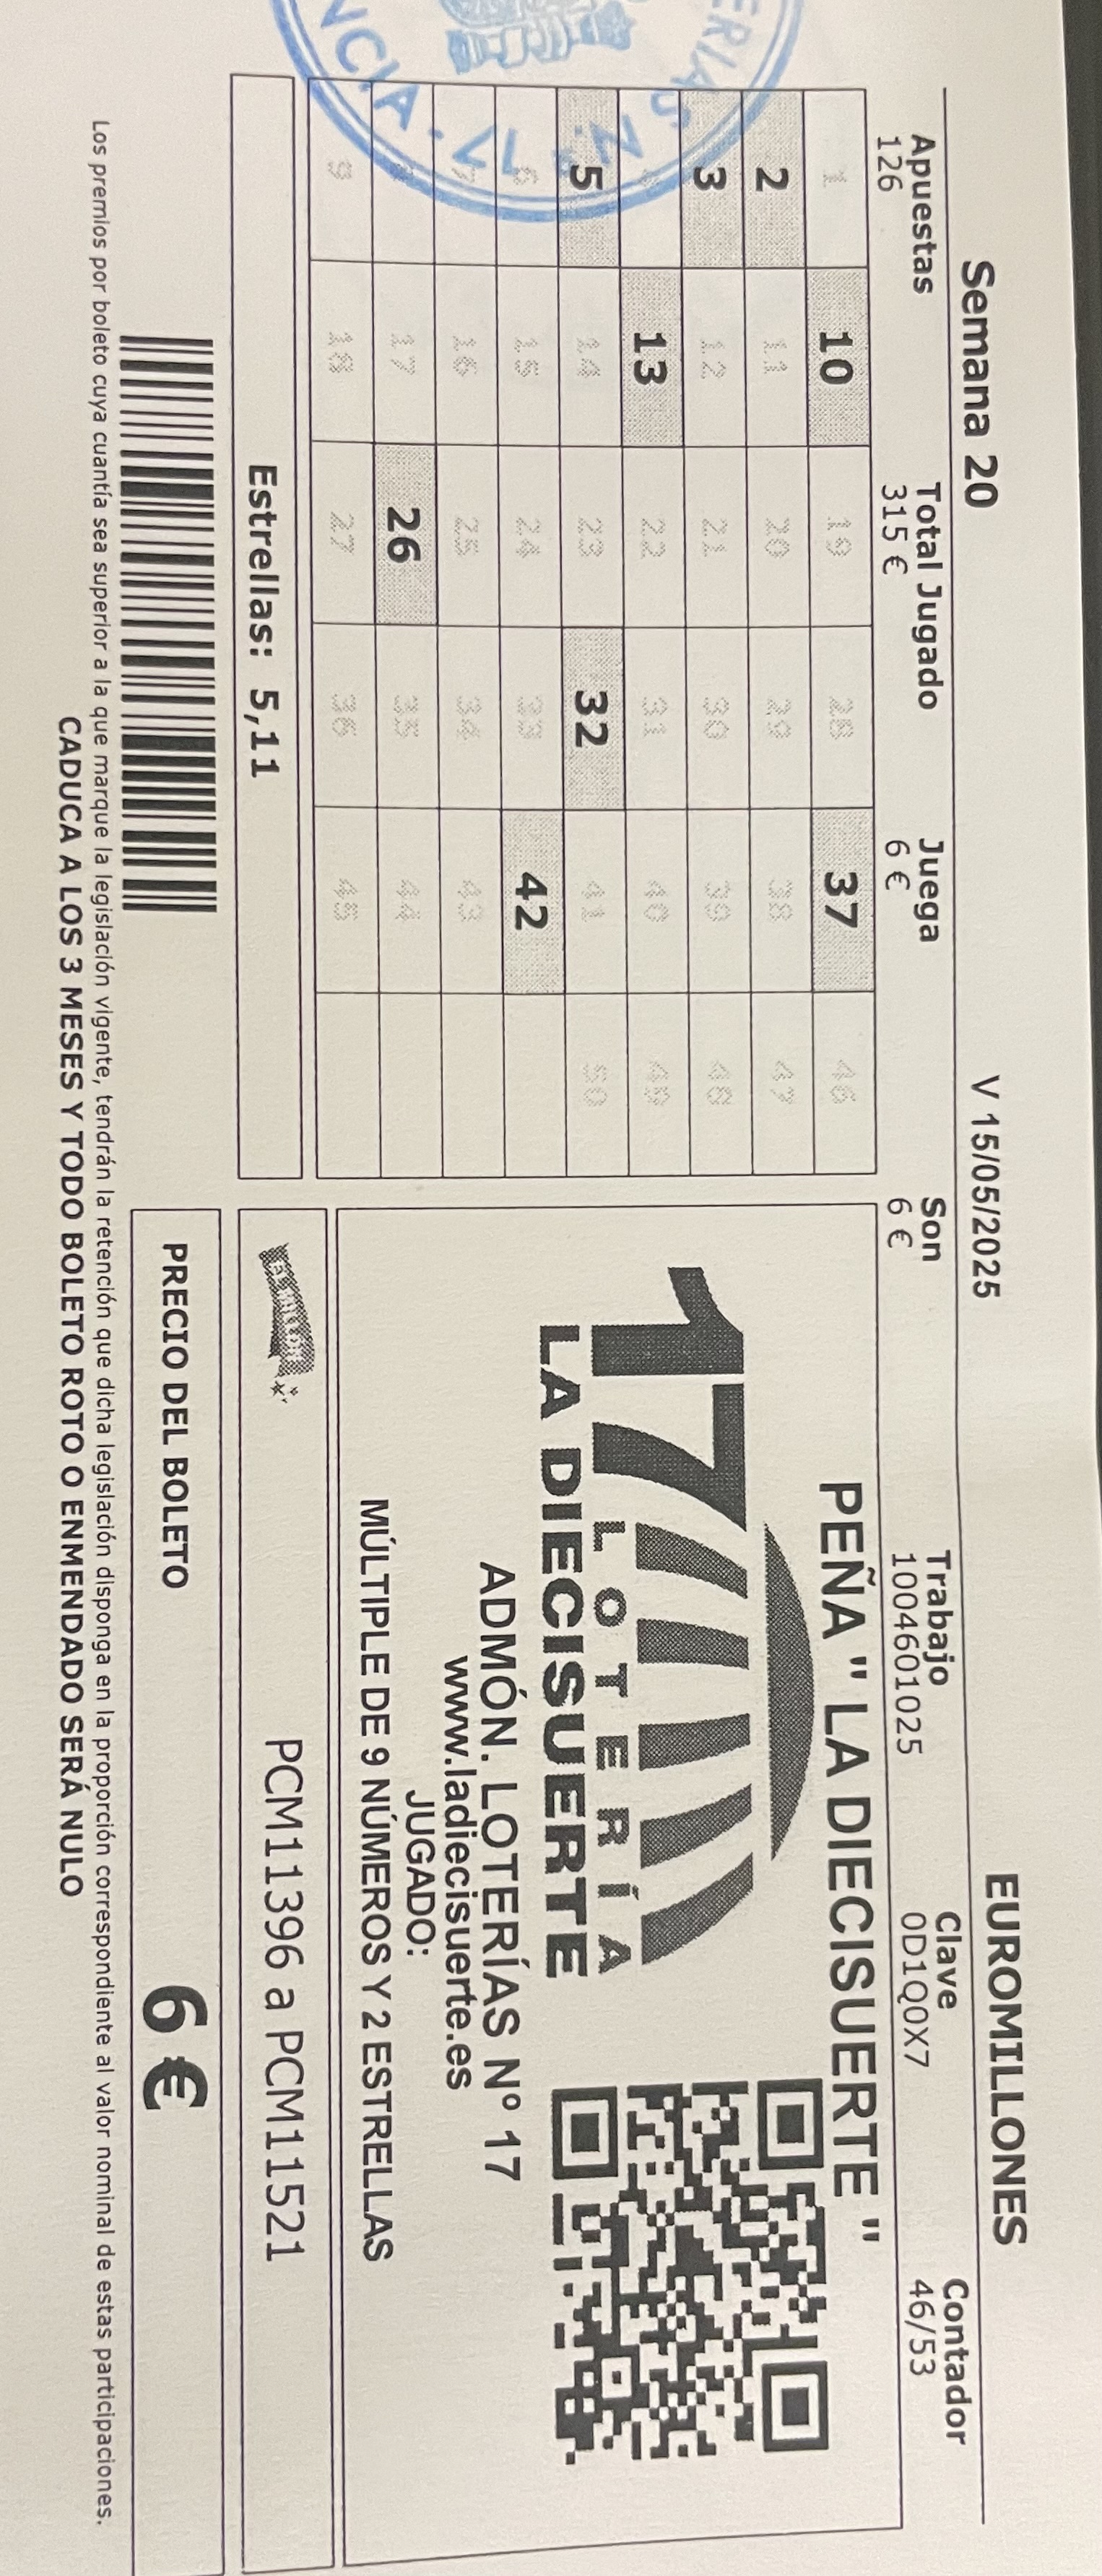 Semana 20 V 15/05/2025 EUROMILLONES
Apuestas Total Jugado Juega Son Trabajo Clave Contador
126 315 € 6 € 6 € 1004601025 0D1Q0X7 46/53
1 10 19 28 37 46
2 11 20 29 38 47
3 12 21 30 39 48
13 22 31 40 49
5 14 23 32 41 50
6 15 24 33 42
7 16 25 34 43
8 17 26 35 44
9 18 27 36 45
Estrellas: 5,11
PEÑA " LA DIECISUERTE "
17
LOTERÍA
LA DIECISUERTE
ADMÓN. LOTERÍAS Nº 17
www.ladiecisuerte.es
JUGADO:
MÚLTIPLE DE 9 NÚMEROS Y 2 ESTRELLAS
EL MILLÓN
PCM11396 a PCM11521
PRECIO DEL BOLETO 6 €
Los premios por boleto cuya cuantía sea superior a la que marque la legislación vigente, tendrán la retención que dicha legislación disponga en la proporción correspondiente al valor nominal de estas participaciones.
CADUCA A LOS 3 MESES Y TODO BOLETO ROTO O ENMENDADO SERÁ NULO